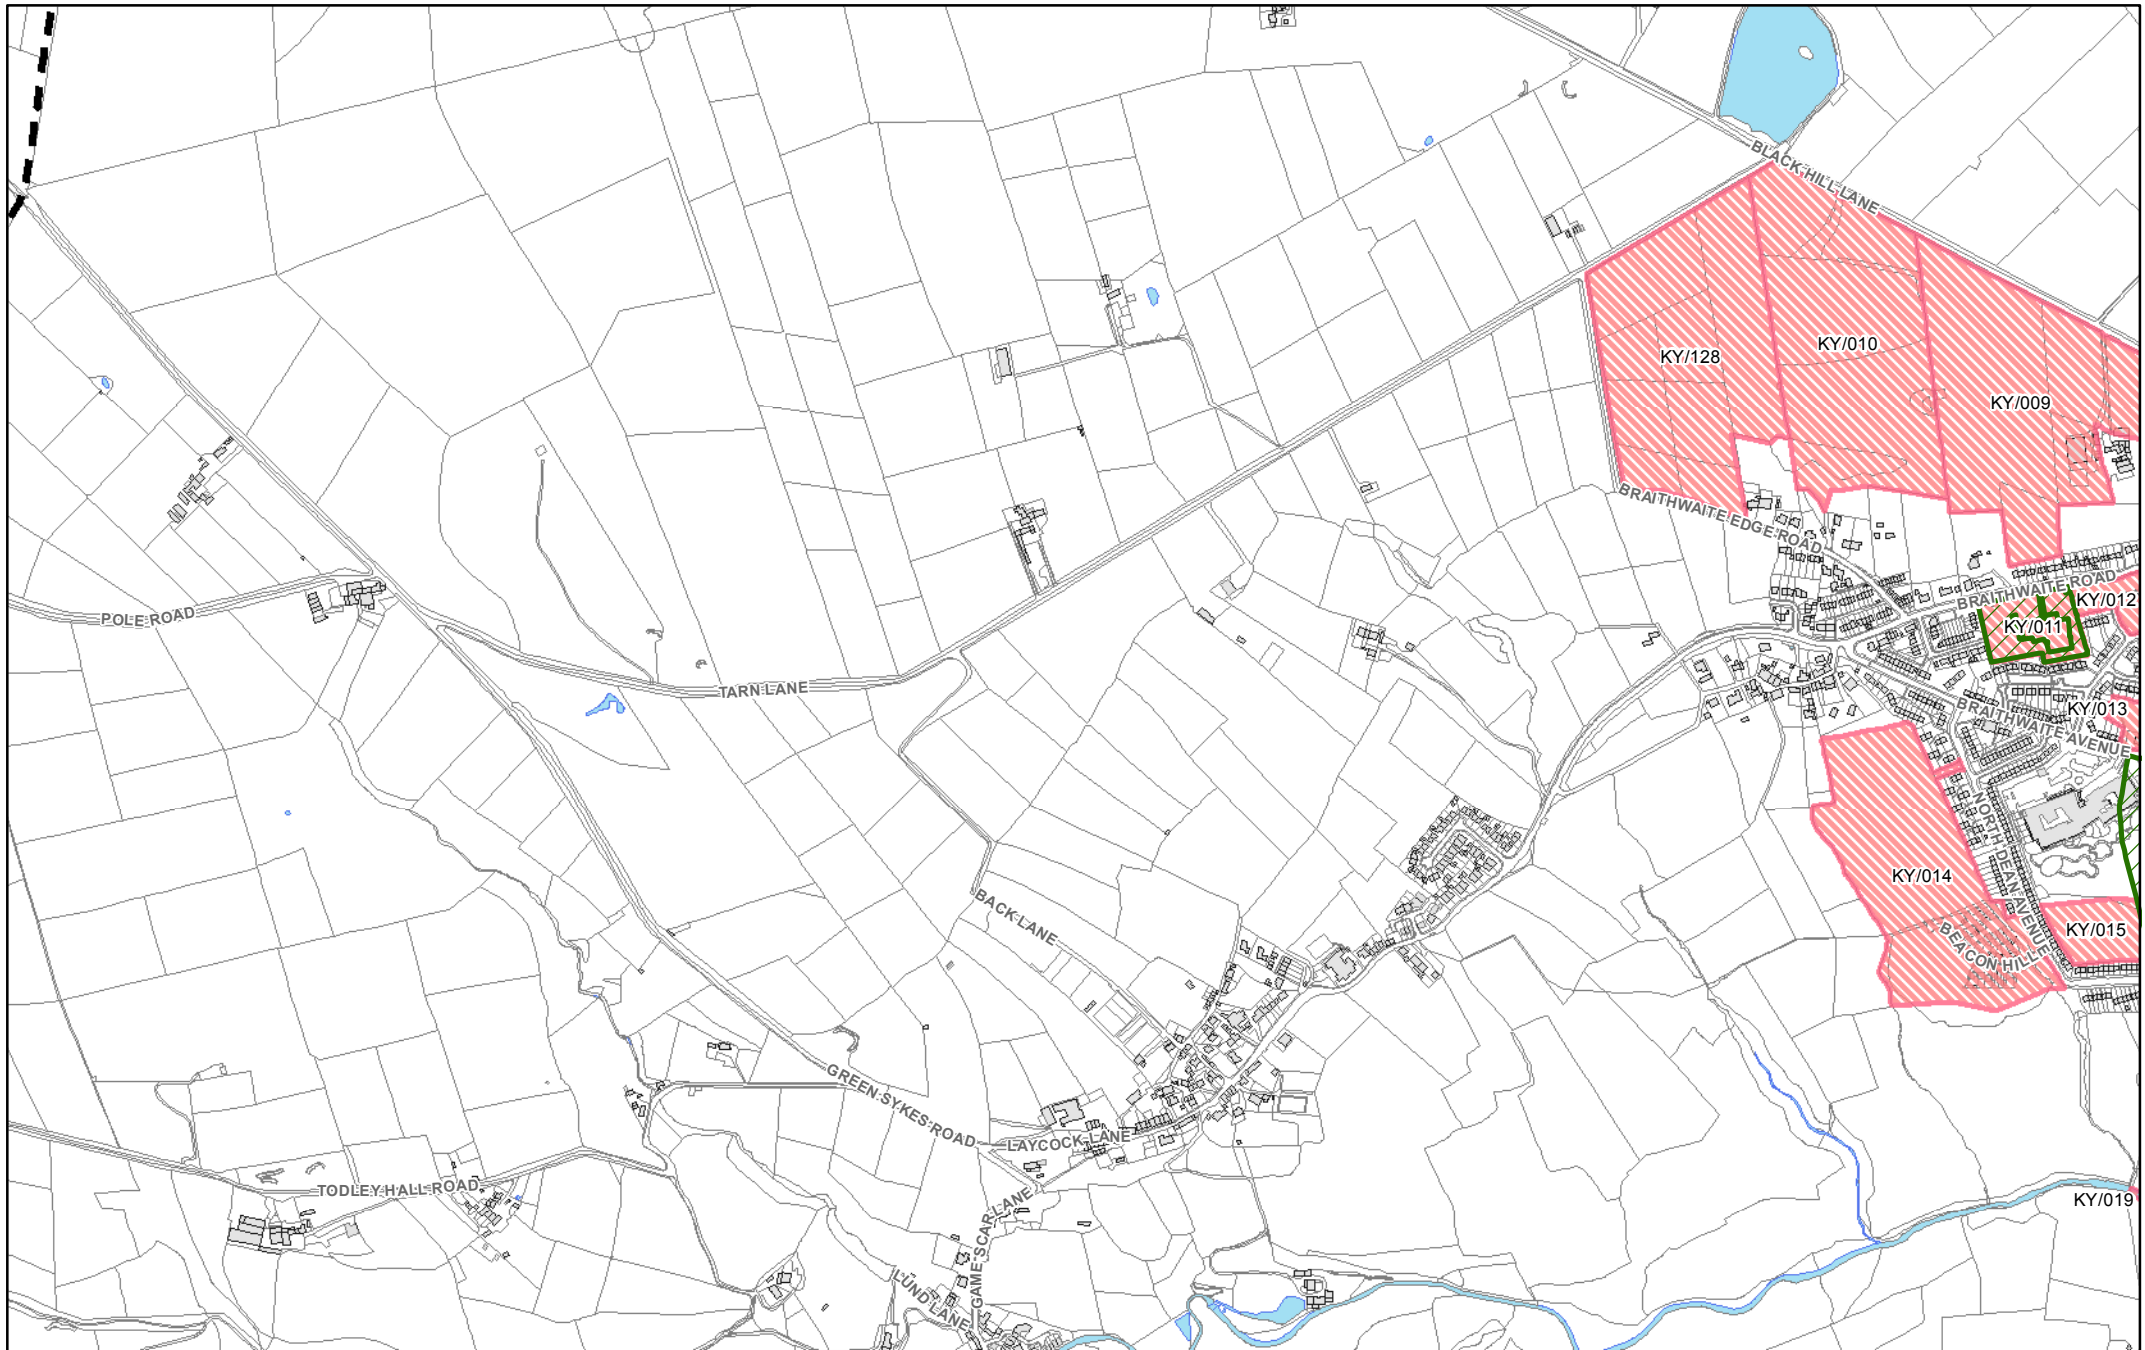 BLACK HILL LANE
KY/010
KY/128
KY/009
BRAITHWAITE EDGE ROAD
BRAITHWAITE ROAD
KY/012
POLE ROAD
KY/011
TARN LANE
KY/013
BRAITHWAITE AVENUE
NORTH DEAN AVENUE
KY/014
BACK LANE
KY/015
BEACON HILL
GREEN SYKES ROAD
LAYCOCK LANE
TODLEY HALL ROAD
KY/019
GAME SCAR LANE
LUND LANE